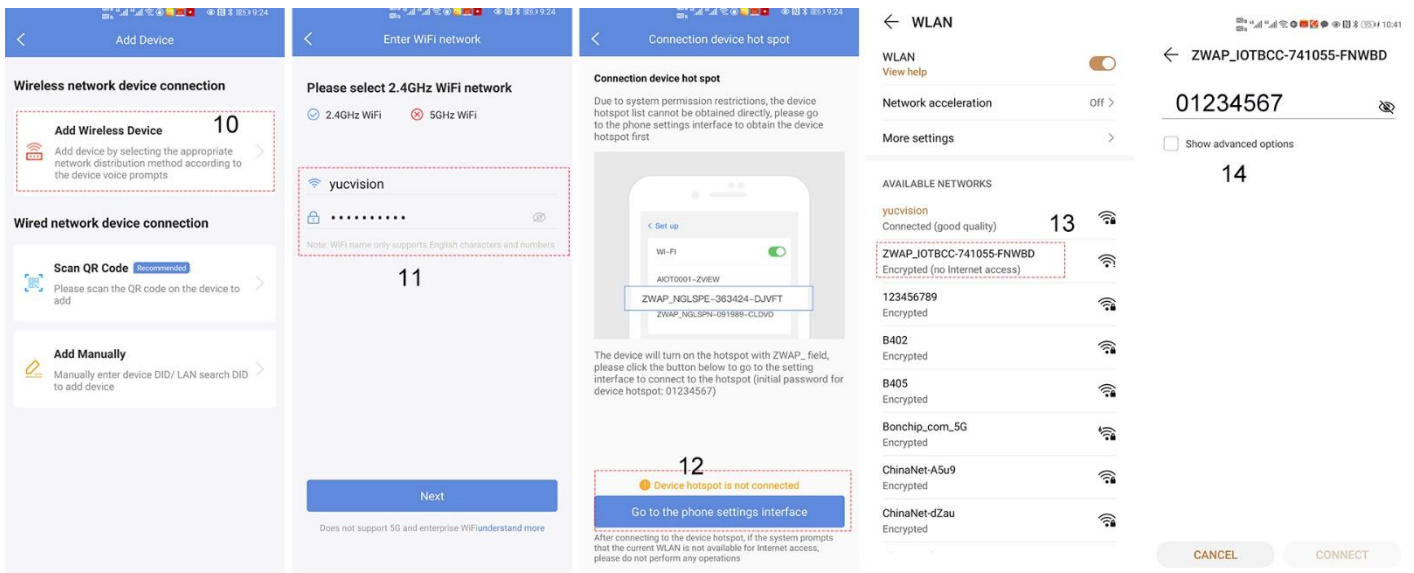 9:24
Add Device
Wireless network device connection
Add Wireless Device
10
Add device by selecting the appropriate
network distribution method according to
the device voice prompts
Wired network device connection
Scan QR Code Recommended
Please scan the QR code on the device to
add
Add Manually
Manually enter device DID/ LAN search DID
to add device
9:24
Enter WiFi network
Please select 2.4GHz WiFi network
2.4GHz WiFi
5GHz WiFi
yucvision
Note: WiFi name only supports English characters and numbers
11
Next
Does not support 5G and enterprise WiFi understand more
9:24
Connection device hot spot
Connection device hot spot
Due to system permission restrictions, the device
hotspot list cannot be obtained directly, please go
to the phone settings interface to obtain the device
hotspot first
Set up
WI-FI
AIOT0001-ZVIEW
ZWAP_NGLSPE-363424-DJVFT
ZWAP_NGLSPN-091989-CLDVD
The device will turn on the hotspot with ZWAP_ field,
please click the button below to go to the setting
interface to connect to the hotspot (initial password for
device hotspot: 01234567)
12
Device hotspot is not connected
Go to the phone settings interface
After connecting to the device hotspot, if the system prompts
that the current WLAN is not available for Internet access,
please do not perform any operations
WLAN
WLAN
View help
Network acceleration
Off
More settings
AVAILABLE NETWORKS
yucvision
Connected (good quality)
13
ZWAP_IOTBCC-741055-FNWBD
Encrypted (no Internet access)
123456789
Encrypted
B402
Encrypted
B405
Encrypted
Bonchip_com_5G
Encrypted
ChinaNet-A5u9
Encrypted
ChinaNet-dZau
Encrypted
10:41
ZWAP_IOTBCC-741055-FNWBD
01234567
Show advanced options
14
CANCEL
CONNECT